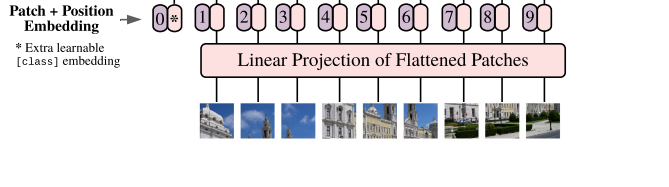 Patch + Position
Embedding
0 * 1 2 3 4 5 6 7 8 9
* Extra learnable
[class] embedding
Linear Projection of Flattened Patches